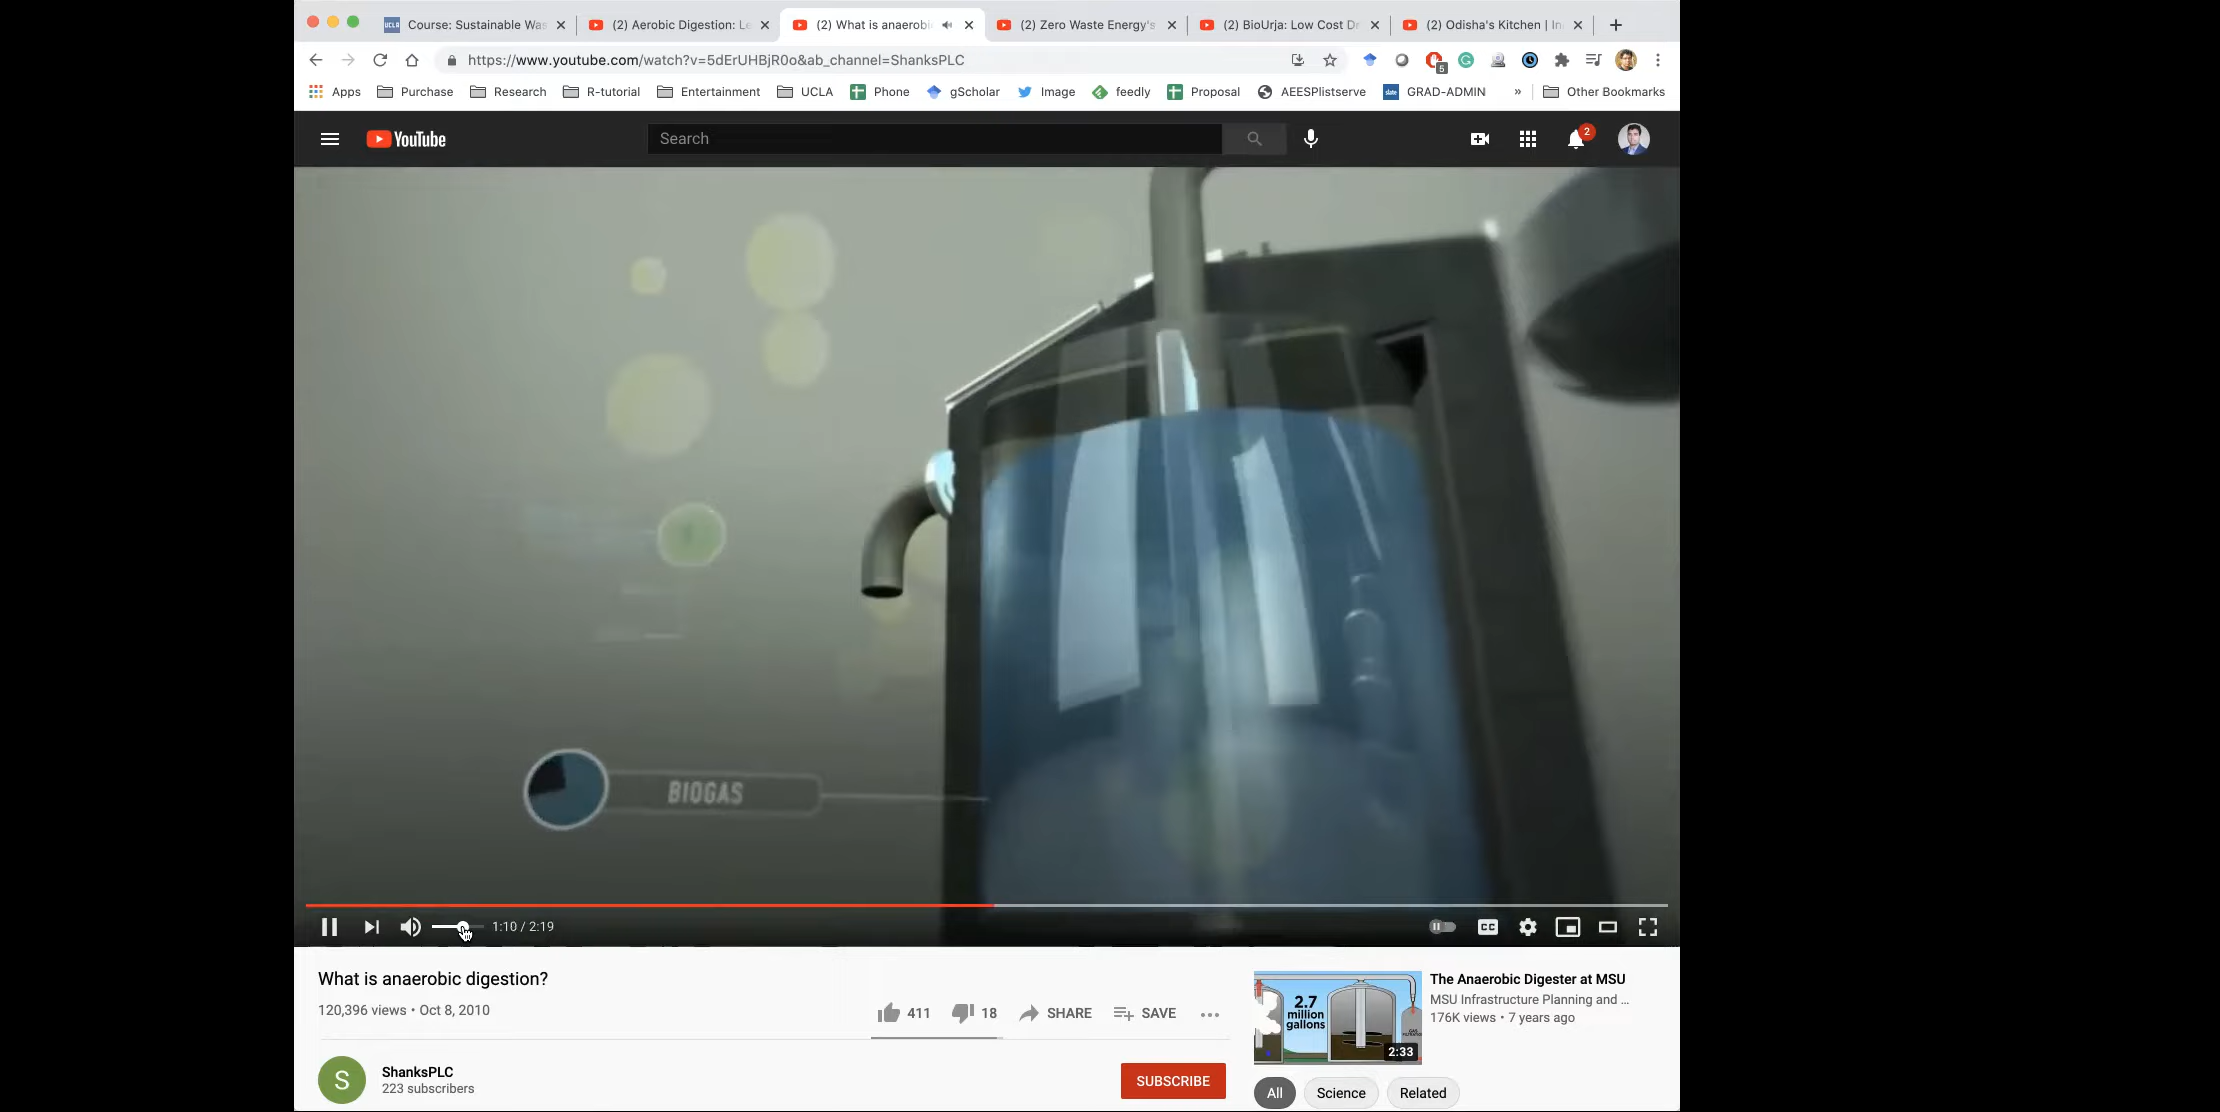 UCLA Course: Sustainable Was
(2) Aerobic Digestion: Le
(2) What is anaerobi
(2) Zero Waste Energy's
(2) BioUrja: Low Cost D
(2) Odisha's Kitchen | In
https://www.youtube.com/watch?v=5dErUHBjR0o&ab_channel=ShanksPLC
5
Apps Purchase Research R-tutorial Entertainment UCLA Phone gScholar Image feedly Proposal AEESPlistserve slate GRAD-ADMIN » Other Bookmarks
YouTube
Search
2
BIOGAS
1:10 / 2:19
CC
What is anaerobic digestion?
120,396 views • Oct 8, 2010
411 18 SHARE SAVE
S
ShanksPLC
223 subscribers
SUBSCRIBE
2.7
million
gallons
2:33
The Anaerobic Digester at MSU
MSU Infrastructure Planning and ...
176K views • 7 years ago
All Science Related